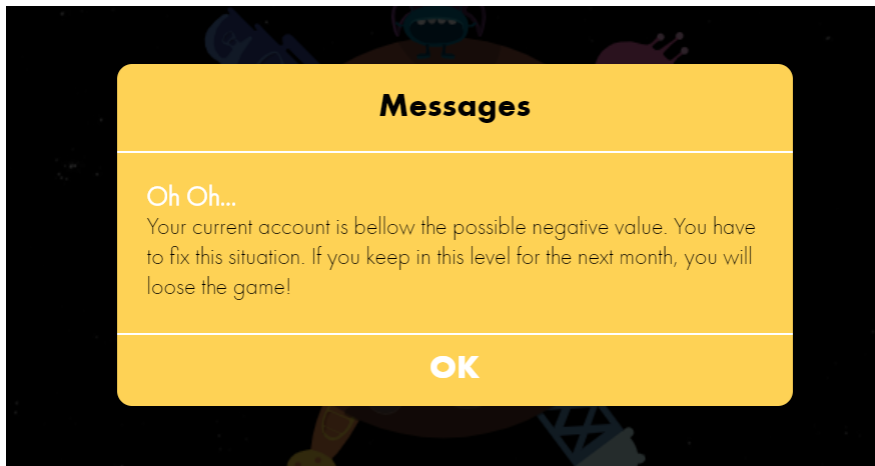 Messages
Oh Oh...
Your current account is bellow the possible negative value. You have
to fix this situation. If you keep in this level for the next month, you will
loose the game!
OK